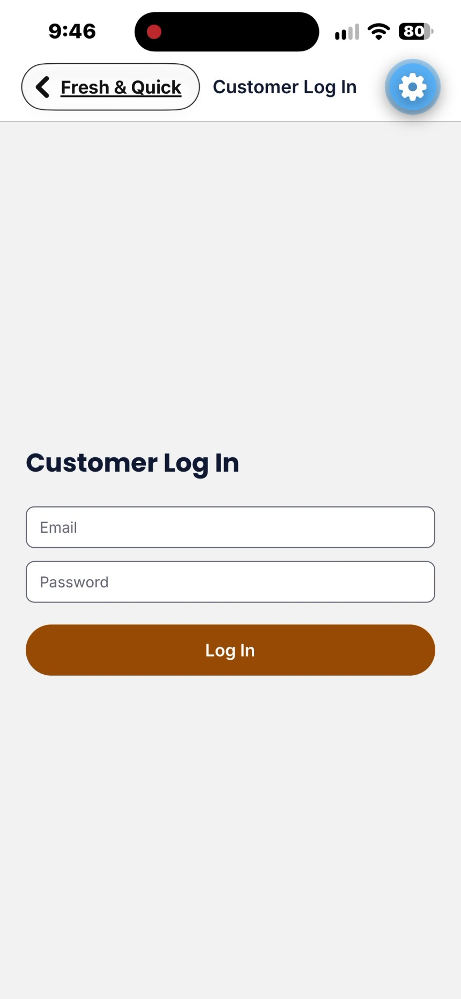 9:46
80
Fresh & Quick
Customer Log In
Customer Log In
Email
Password
Log In